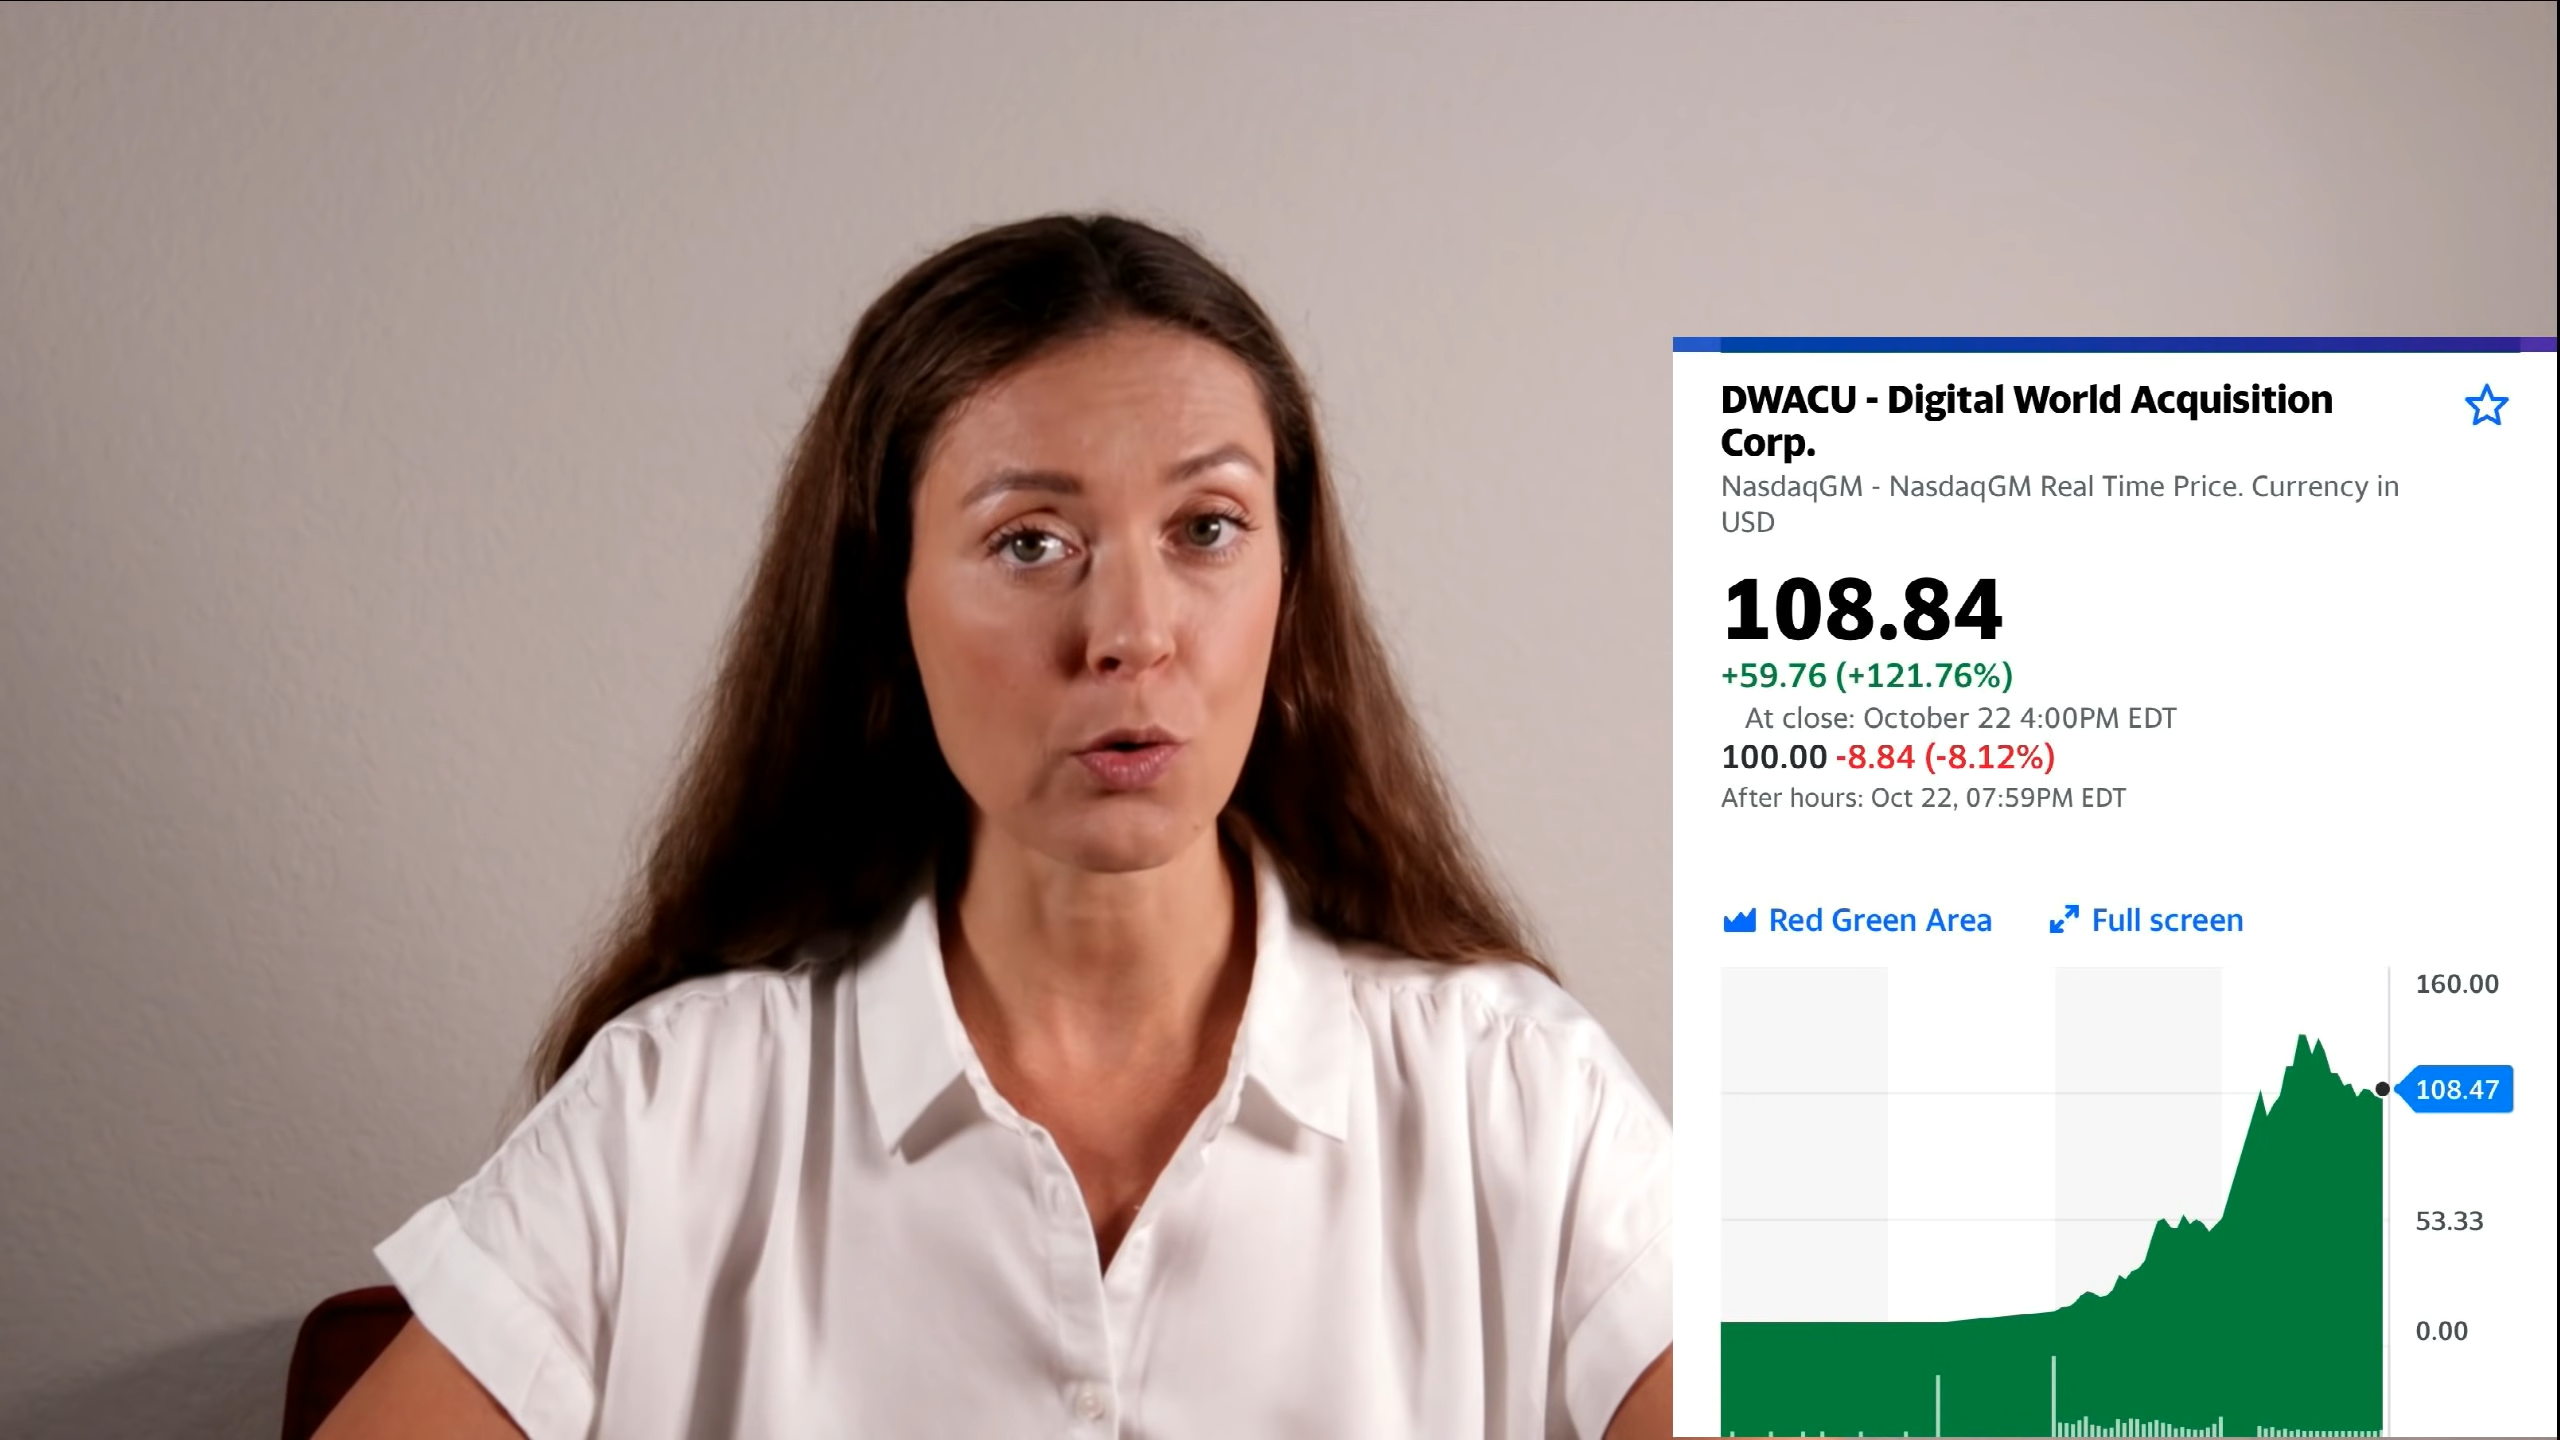 DWACU - Digital World Acquisition
Corp.
NasdaqGM - NasdaqGM Real Time Price. Currency in
USD
108.84
+59.76 (+121.76%)
At close: October 22 4:00PM EDT
100.00 -8.84 (-8.12%)
After hours: Oct 22, 07:59PM EDT
Red Green Area Full screen
160.00
108.47
53.33
0.00